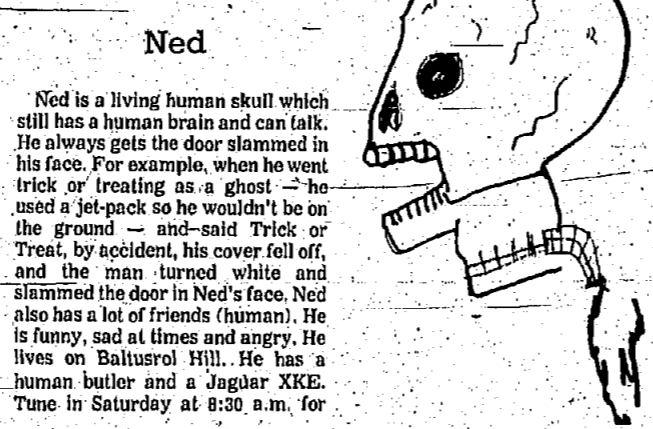 Ned
Ned is a living human skull which
still has a human brain and can talk.
He always gets the door slammed in
his face. For example, when he went
trick or treating as a ghost — he
used a jet-pack so he wouldn't be on
the ground — and said Trick or
Treat, by accident, his cover fell off,
and the man turned white and
slammed the door in Ned's face. Ned
also has a lot of friends (human). He
is funny, sad at times and angry. He
lives on Baltusrol Hill. He has a
human butler and a Jaguar XKE.
Tune in Saturday at 8:30 a.m. for